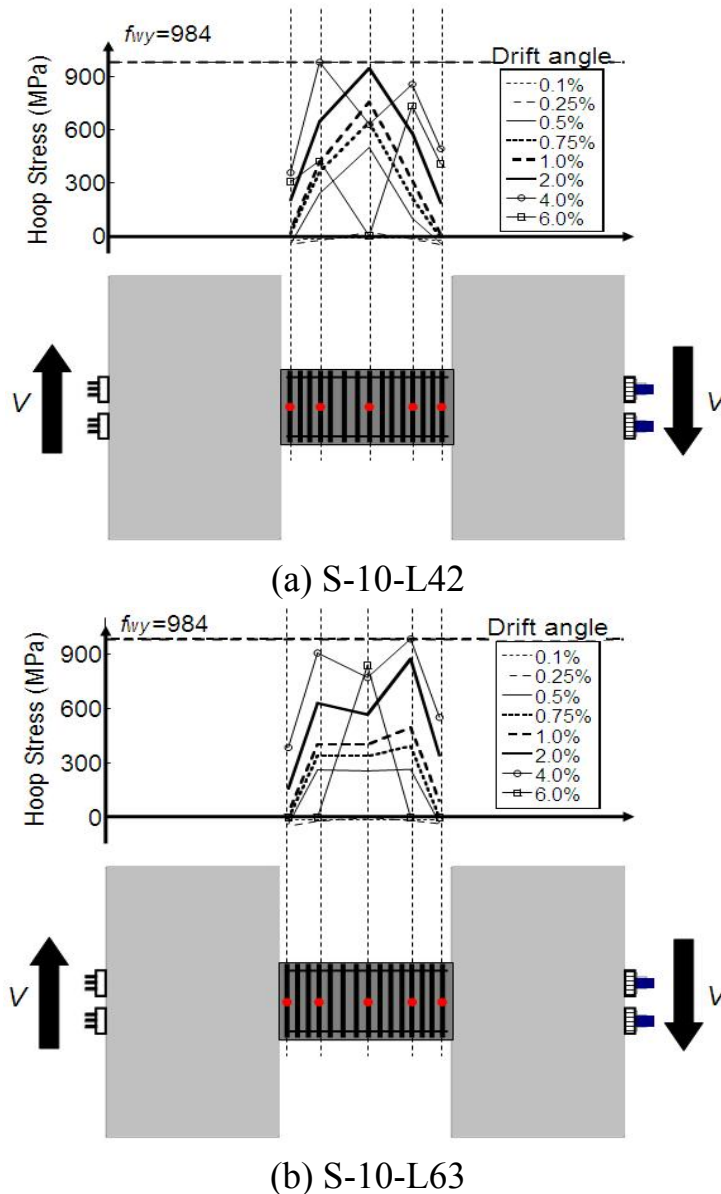 fwy=984
Drift angle
Hoop Stress (MPa)
900
600
300
0
0.1%
0.25%
0.5%
0.75%
1.0%
2.0%
4.0%
6.0%
V
V
(a) S-10-L42
fwy=984
Drift angle
Hoop Stress (MPa)
900
600
300
0
0.1%
0.25%
0.5%
0.75%
1.0%
2.0%
4.0%
6.0%
V
V
(b) S-10-L63